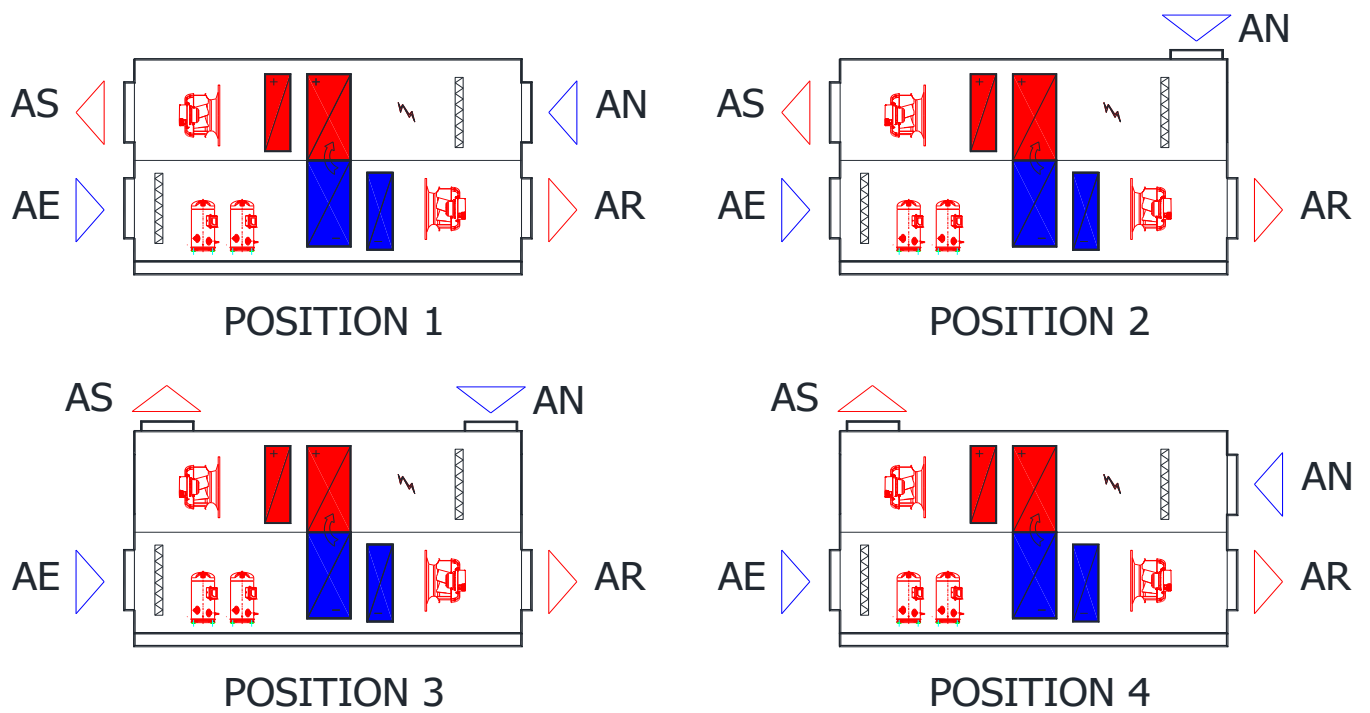 AS
AN
AE
AR
POSITION 1
AN
AS
AE
AR
POSITION 2
AS
AN
AE
AR
POSITION 3
AS
AN
AE
AR
POSITION 4